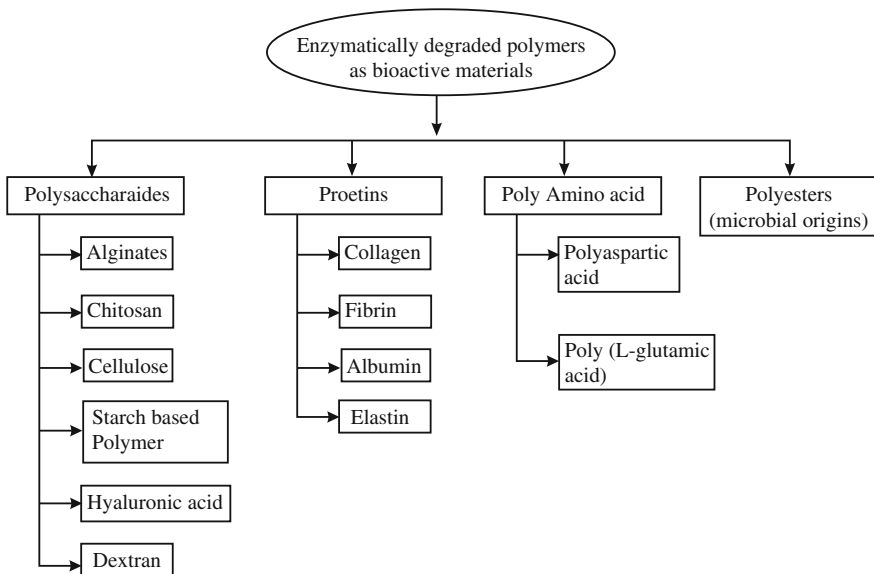 Enzymatically degraded polymers
as bioactive materials
Polysaccharaides
Alginates
Chitosan
Cellulose
Starch based
Polymer
Hyaluronic acid
Dextran
Proetins
Collagen
Fibrin
Albumin
Elastin
Poly Amino acid
Polyaspartic
acid
Poly (L-glutamic
acid)
Polyesters
(microbial origins)